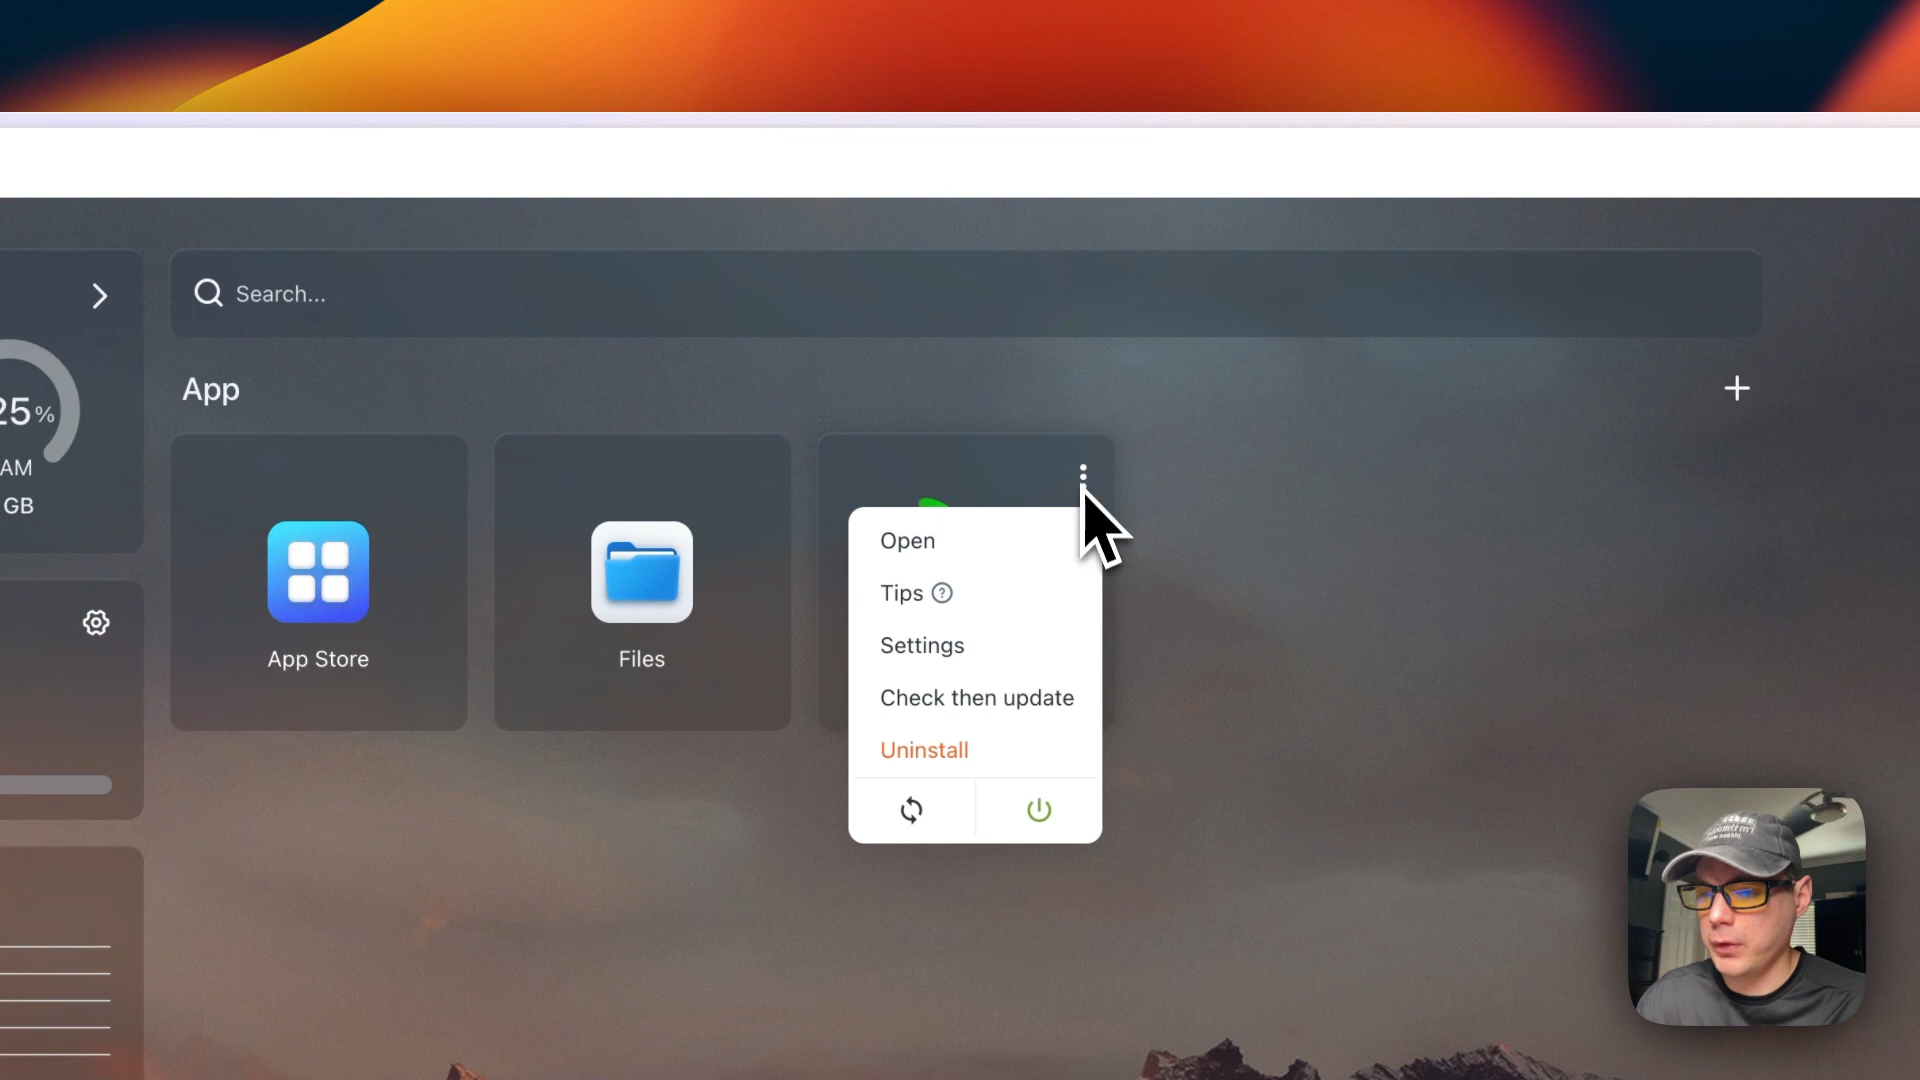 Search...
App
25%
AM
GB
App Store
Files
Open
Tips
Settings
Check then update
Uninstall